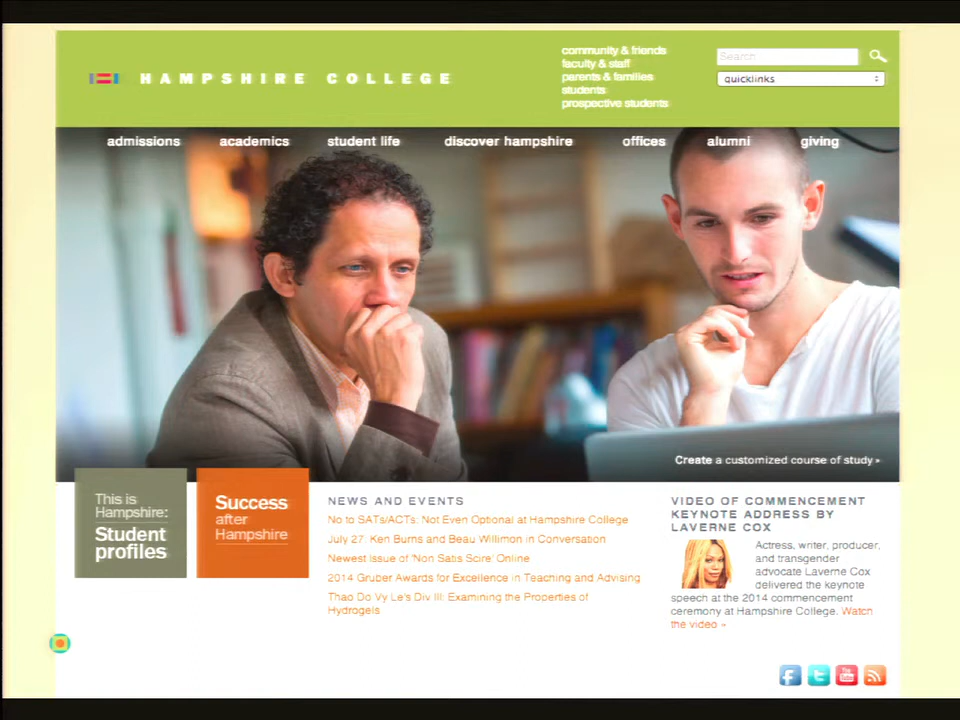 HAMPSHIRE COLLEGE
community & friends
faculty & staff
parents & families
students
prospective students
Search
quicklinks
admissions
academics
student life
discover hampshire
offices
alumni
giving
Create a customized course of study »
This is
Hampshire:
Student
profiles
Success
after
Hampshire
NEWS AND EVENTS
No to SATs/ACTs: Not Even Optional at Hampshire College
July 27: Ken Burns and Beau Willimon in Conversation
Newest Issue of 'Non Satis Scire' Online
2014 Gruber Awards for Excellence in Teaching and Advising
Thao Do Vy Le's Div III: Examining the Properties of
Hydrogels
VIDEO OF COMMENCEMENT
KEYNOTE ADDRESS BY
LAVERNE COX
Actress, writer, producer,
and transgender
advocate Laverne Cox
delivered the keynote
speech at the 2014 commencement
ceremony at Hampshire College. Watch
the video »
f
t
You
Tube